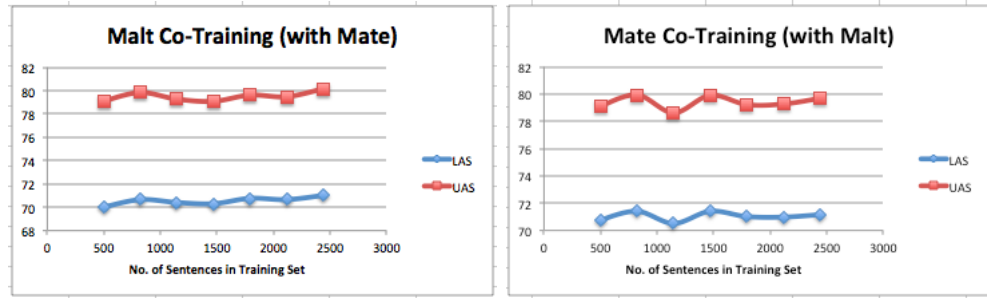 Malt Co-Training (with Mate)
82
80
78
76
74
72
70
68
0 500 1000 1500 2000 2500 3000
No. of Sentences in Training Set
LAS
UAS
Mate Co-Training (with Malt)
82
80
78
76
74
72
70
0 500 1000 1500 2000 2500 3000
No. of Sentences in Training Set
LAS
UAS